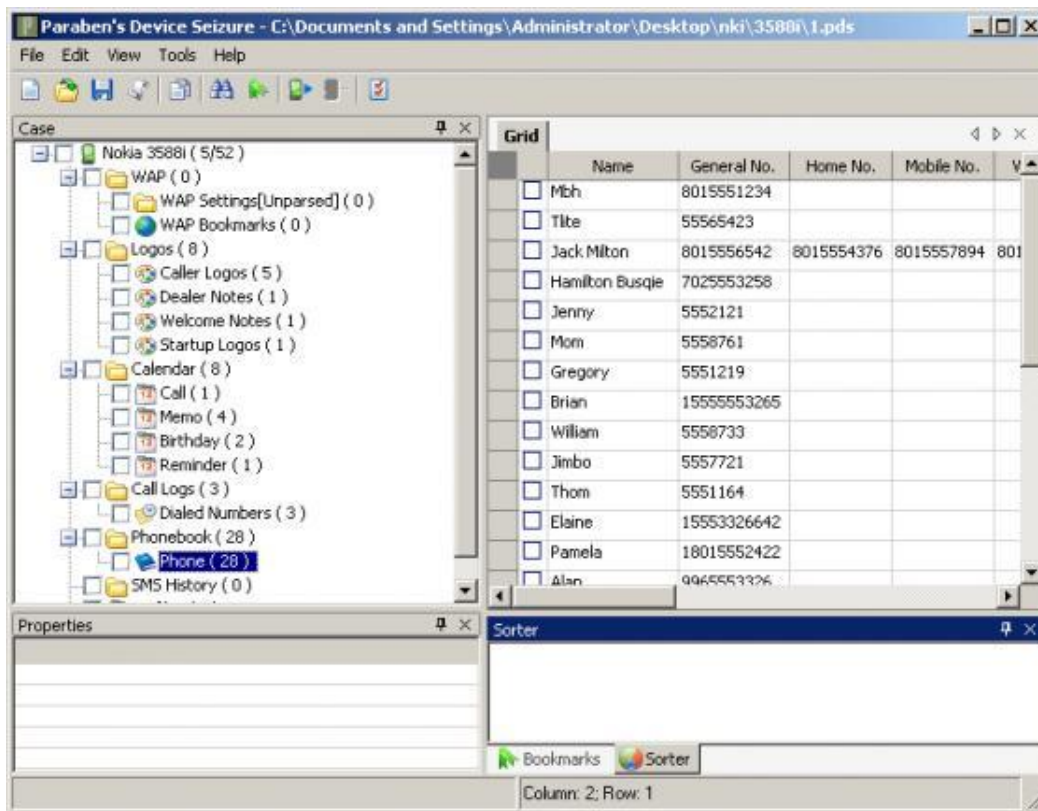 Paraben's Device Seizure - C:\Documents and Settings\Administrator\Desktop\nki\3588i\1.pds
File Edit View Tools Help
Case
Nokia 3588i ( 5/52 )
WAP ( 0 )
WAP Settings[Unparsed] ( 0 )
WAP Bookmarks ( 0 )
Logos ( 8 )
Caller Logos ( 5 )
Dealer Notes ( 1 )
Welcome Notes ( 1 )
Startup Logos ( 1 )
Calendar ( 8 )
Call ( 1 )
Memo ( 4 )
Birthday ( 2 )
Reminder ( 1 )
Call Logs ( 3 )
Dialed Numbers ( 3 )
Phonebook ( 28 )
Phone ( 28 )
SMS History ( 0 )
Grid
Name General No. Home No. Mobile No.
Mbh 8015551234
Tlite 55565423
Jack Milton 8015556542 8015554376 8015557894 801
Hamilton Busqie 7025553258
Jenny 5552121
Mom 5558761
Gregory 5551219
Brian 15555553265
William 5558733
Jimbo 5557721
Thom 5551164
Elaine 15553326642
Pamela 18015552422
Alan 9965553326
Properties
Sorter
Bookmarks Sorter
Column: 2; Row: 1